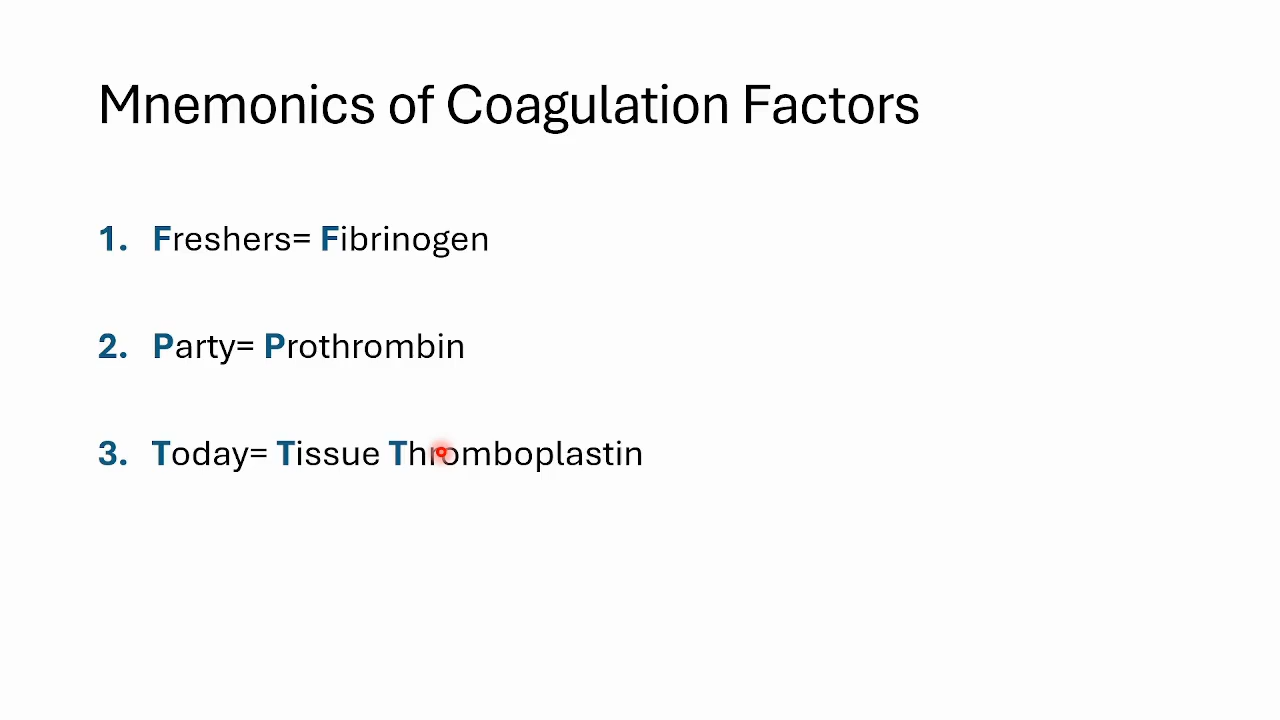 Mnemonics of Coagulation Factors
1. Freshers= Fibrinogen
2. Party= Prothrombin
3. Today= Tissue Thromboplastin